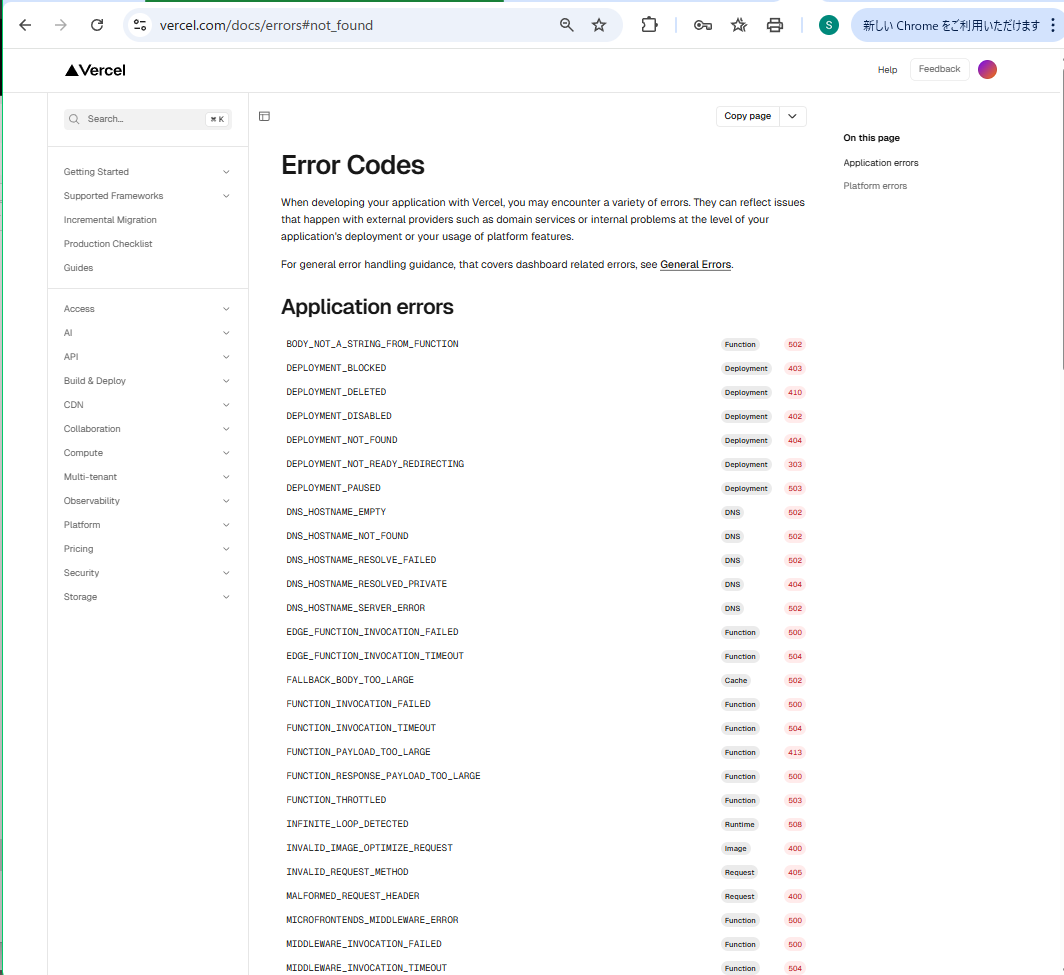 vercel.com/docs/errors#not_found
S
新しい Chrome をご利用いただけます
Vercel
Help
Feedback
Search...
⌘ K
Getting Started
Supported Frameworks
Incremental Migration
Production Checklist
Guides
Access
AI
API
Build & Deploy
CDN
Collaboration
Compute
Multi-tenant
Observability
Platform
Pricing
Security
Storage
Copy page
Error Codes
When developing your application with Vercel, you may encounter a variety of errors. They can reflect issues
that happen with external providers such as domain services or internal problems at the level of your
application's deployment or your usage of platform features.
For general error handling guidance, that covers dashboard related errors, see General Errors.
Application errors
BODY_NOT_A_STRING_FROM_FUNCTION Function 502
DEPLOYMENT_BLOCKED Deployment 403
DEPLOYMENT_DELETED Deployment 410
DEPLOYMENT_DISABLED Deployment 402
DEPLOYMENT_NOT_FOUND Deployment 404
DEPLOYMENT_NOT_READY_REDIRECTING Deployment 303
DEPLOYMENT_PAUSED Deployment 503
DNS_HOSTNAME_EMPTY DNS 502
DNS_HOSTNAME_NOT_FOUND DNS 502
DNS_HOSTNAME_RESOLVE_FAILED DNS 502
DNS_HOSTNAME_RESOLVED_PRIVATE DNS 404
DNS_HOSTNAME_SERVER_ERROR DNS 502
EDGE_FUNCTION_INVOCATION_FAILED Function 500
EDGE_FUNCTION_INVOCATION_TIMEOUT Function 504
FALLBACK_BODY_TOO_LARGE Cache 502
FUNCTION_INVOCATION_FAILED Function 500
FUNCTION_INVOCATION_TIMEOUT Function 504
FUNCTION_PAYLOAD_TOO_LARGE Function 413
FUNCTION_RESPONSE_PAYLOAD_TOO_LARGE Function 500
FUNCTION_THROTTLED Function 503
INFINITE_LOOP_DETECTED Runtime 508
INVALID_IMAGE_OPTIMIZE_REQUEST Image 400
INVALID_REQUEST_METHOD Request 405
MALFORMED_REQUEST_HEADER Request 400
MICROFRONTENDS_MIDDLEWARE_ERROR Function 500
MIDDLEWARE_INVOCATION_FAILED Function 500
MIDDLEWARE_INVOCATION_TIMEOUT Function 504
On this page
Application errors
Platform errors